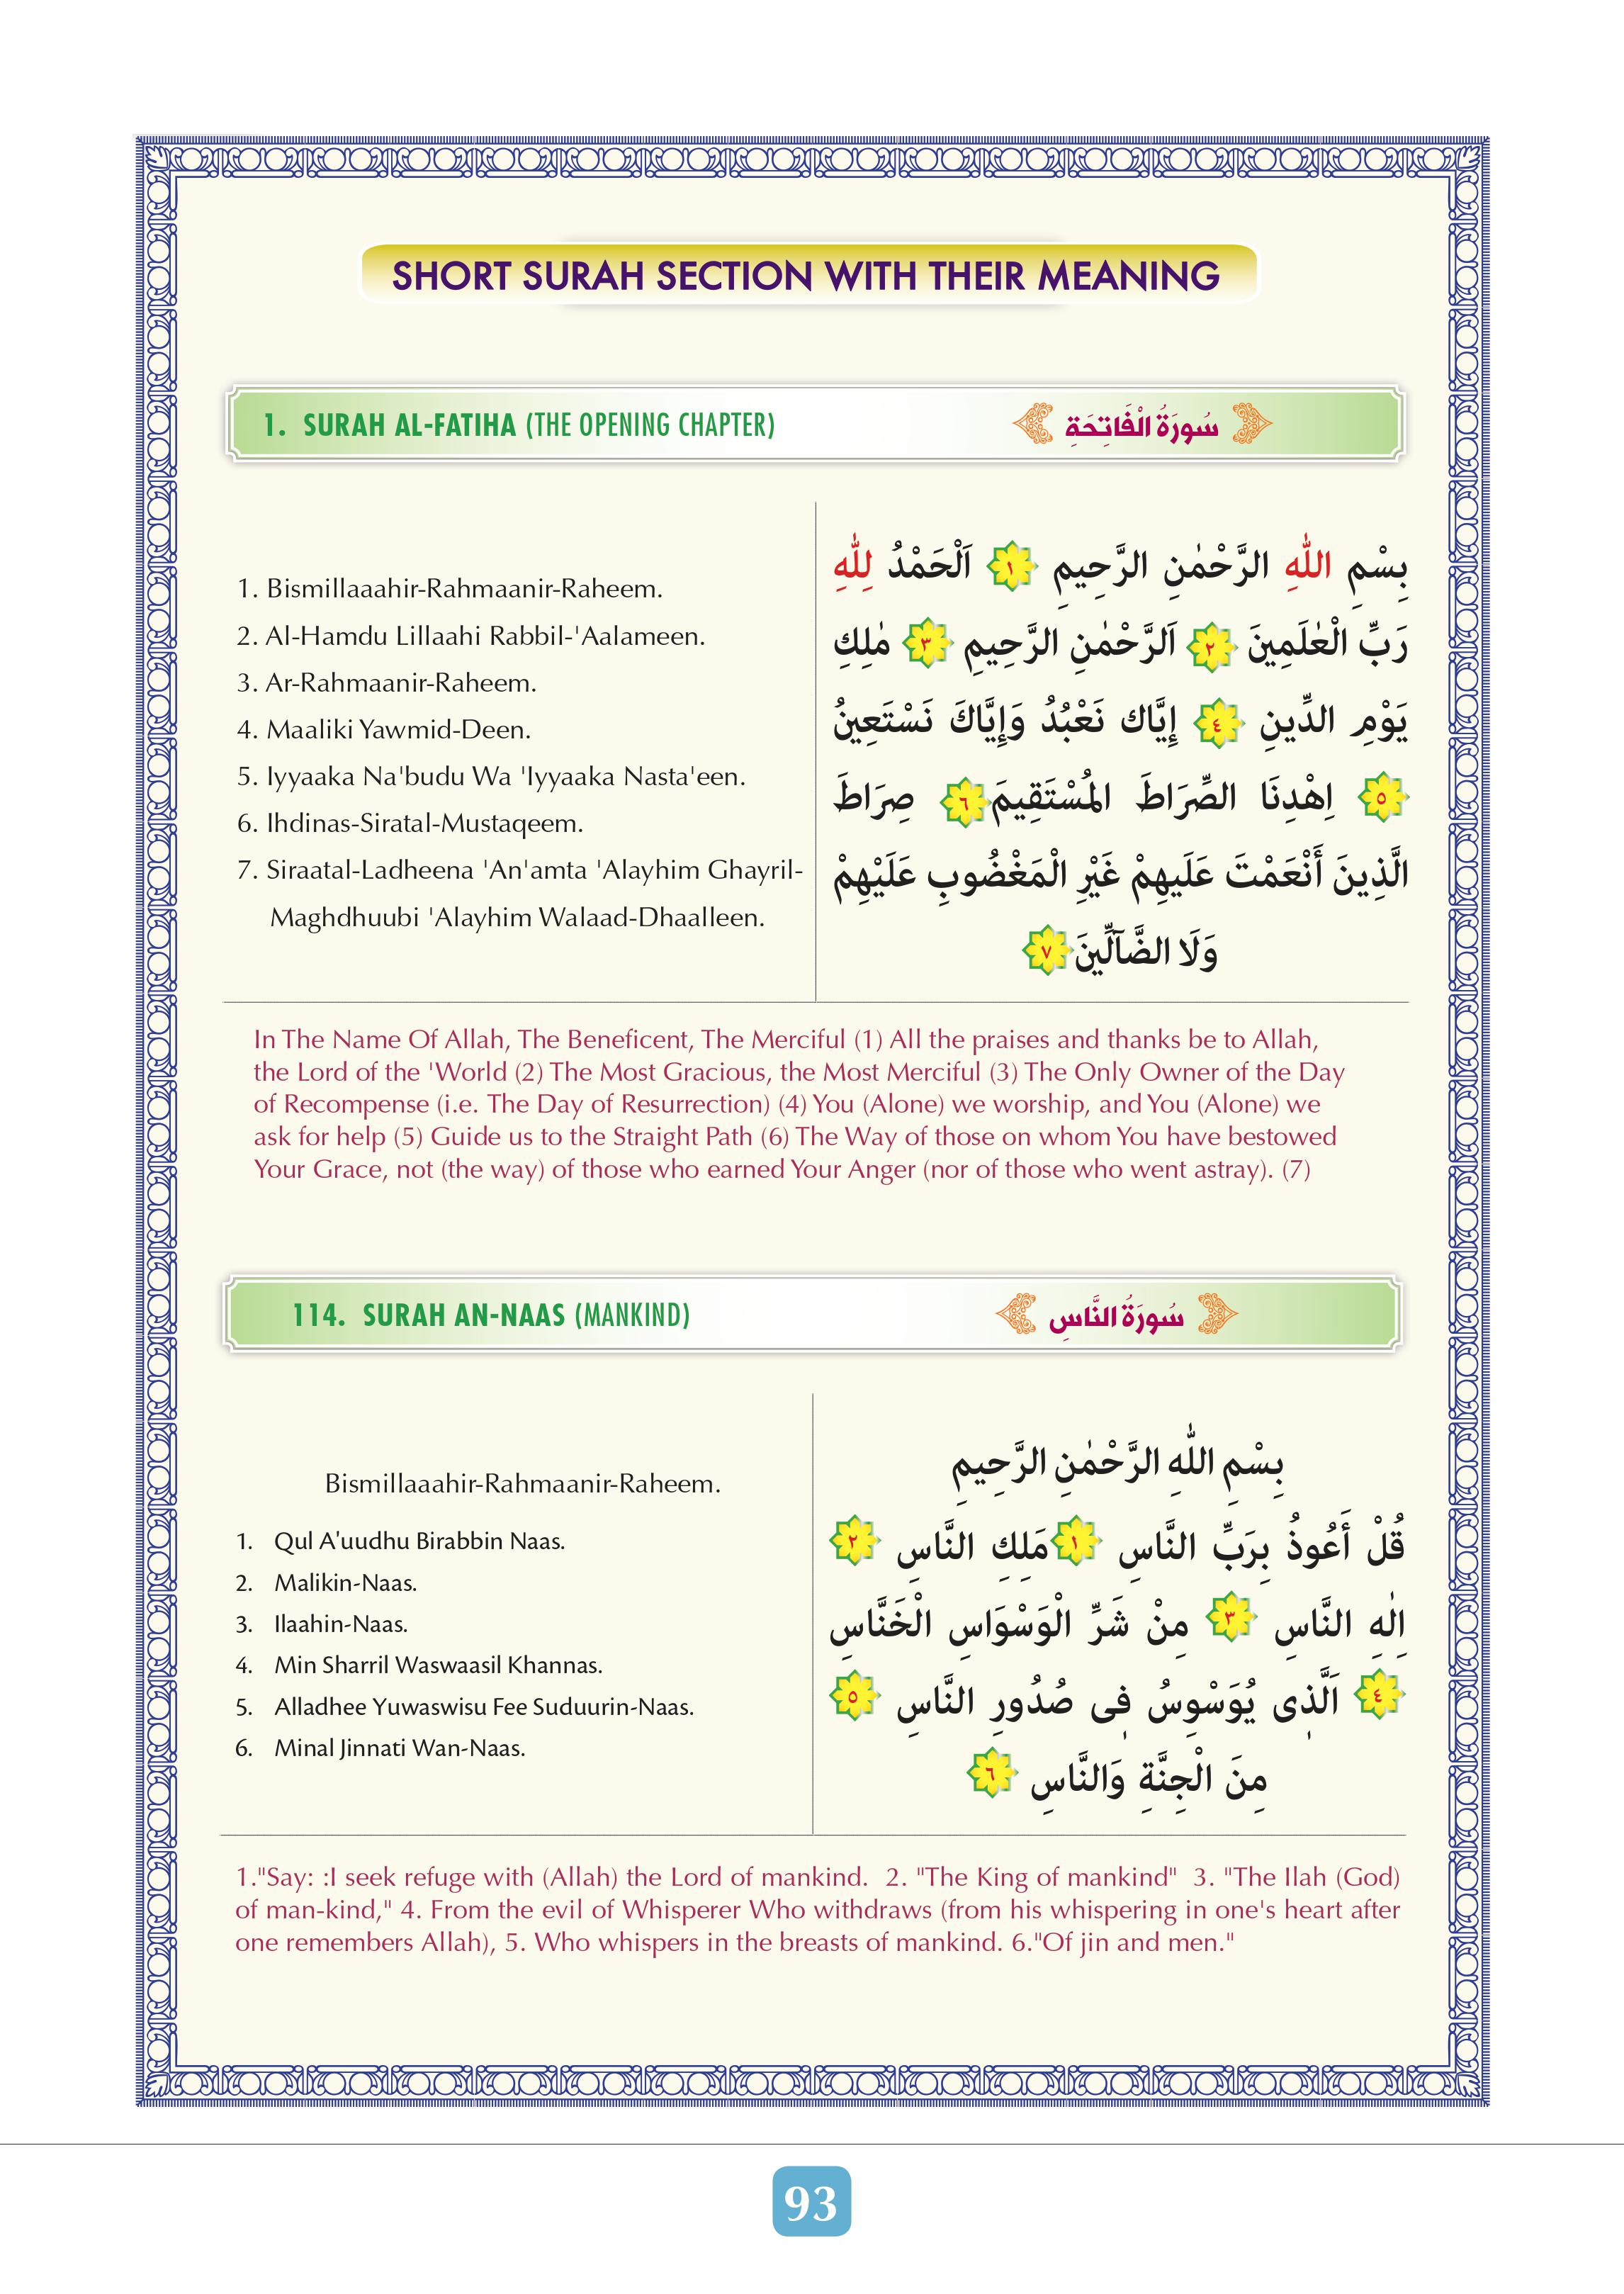 SHORT SURAH SECTION WITH THEIR MEANING
1. SURAH AL-FATIHA (THE OPENING CHAPTER)
سُورَةُ الْفَاتِحَةِ
1. Bismillaaahir-Rahmaanir-Raheem.
2. Al-Hamdu Lillaahi Rabbil-'Aalameen.
3. Ar-Rahmaanir-Raheem.
4. Maaliki Yawmid-Deen.
5. Iyyaaka Na'budu Wa 'Iyyaaka Nasta'een.
6. Ihdinas-Siratal-Mustaqeem.
7. Siraatal-Ladheena 'An'amta 'Alayhim Ghayril-
Maghdhuubi 'Alayhim Walaad-Dhaalleen.
بِسْمِ اللّٰهِ الرَّحْمٰنِ الرَّحِيمِ ١ اَلْحَمْدُ لِلّٰهِ
رَبِّ الْعٰلَمِينَ ٢ اَلرَّحْمٰنِ الرَّحِيمِ ٣ مٰلِكِ
يَوْمِ الدِّينِ ٤ إِيَّاك نَعْبُدُ وَإِيَّاكَ نَسْتَعِينُ
٥ اِهْدِنَا الصِّرَاطَ المُسْتَقِيمَ ٦ صِرَاطَ
الَّذِينَ أَنْعَمْتَ عَلَيهِمْ غَيْرِ الْمَغْضُوبِ عَلَيْهِمْ
وَلَا الضَّآلِّينَ ٧
In The Name Of Allah, The Beneficent, The Merciful (1) All the praises and thanks be to Allah,
the Lord of the 'World (2) The Most Gracious, the Most Merciful (3) The Only Owner of the Day
of Recompense (i.e. The Day of Resurrection) (4) You (Alone) we worship, and You (Alone) we
ask for help (5) Guide us to the Straight Path (6) The Way of those on whom You have bestowed
Your Grace, not (the way) of those who earned Your Anger (nor of those who went astray). (7)
114. SURAH AN-NAAS (MANKIND)
سُورَةُ النَّاسِ
Bismillaaahir-Rahmaanir-Raheem.
1. Qul A'uudhu Birabbin Naas.
2. Malikin-Naas.
3. Ilaahin-Naas.
4. Min Sharril Waswaasil Khannas.
5. Alladhee Yuwaswisu Fee Suduurin-Naas.
6. Minal Jinnati Wan-Naas.
بِسْمِ اللّٰهِ الرَّحْمٰنِ الرَّحِيمِ
قُلْ أَعُوذُ بِرَبِّ النَّاسِ ١ مَلِكِ النَّاسِ ٢
اِلٰهِ النَّاسِ ٣ مِنْ شَرِّ الْوَسْوَاسِ الْخَنَّاسِ
٤ اَلَّذِى يُوَسْوِسُ فِى صُدُورِ النَّاسِ ٥
مِنَ الْجِنَّةِ وَالنَّاسِ ٦
1."Say: :I seek refuge with (Allah) the Lord of mankind. 2. "The King of mankind" 3. "The Ilah (God)
of man-kind," 4. From the evil of Whisperer Who withdraws (from his whispering in one's heart after
one remembers Allah), 5. Who whispers in the breasts of mankind. 6."Of jin and men."
93